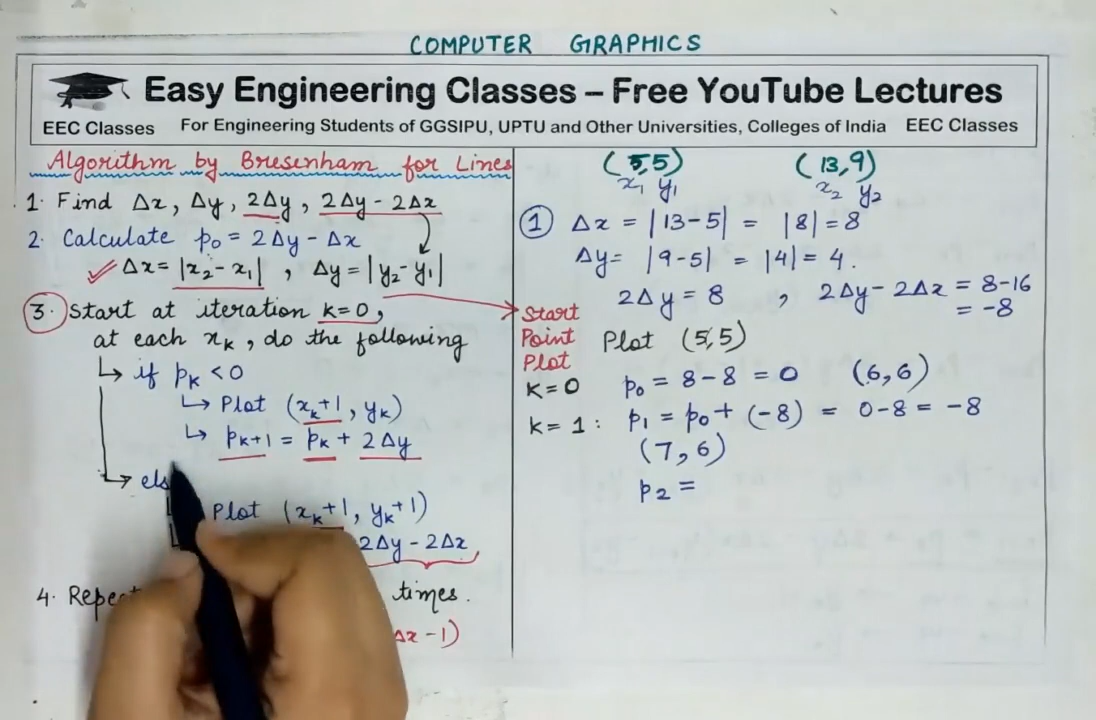 COMPUTER GRAPHICS
Easy Engineering Classes – Free YouTube Lectures
EEC Classes For Engineering Students of GGSIPU, UPTU and Other Universities, Colleges of India EEC Classes
Algorithm by Bresenham for Lines
1. Find Δx, Δy, 2Δy, 2Δy - 2Δx
2. Calculate p₀ = 2Δy - Δx
✓ Δx = |x₂ - x₁| , Δy = |y₂ - y₁|
3. Start at iteration k=0,
at each xₖ, do the following
↳ if pₖ < 0
↳ Plot (xₖ+1, yₖ)
↳ pₖ₊₁ = pₖ + 2Δy
Plot (xₖ+1, yₖ+1)
2Δy - 2Δx
4. times.
- 1)
(5,5) (13,9)
x₁ y₁ x₂ y₂
① Δx = |13-5| = |8| = 8
Δy = |9-5| = |4| = 4.
2Δy = 8 , 2Δy - 2Δx = 8-16
= -8
Start
Point
Plot
Plot (5,5)
k=0 p₀ = 8-8 = 0 (6,6)
k=1: p₁ = p₀ + (-8) = 0-8 = -8
(7,6)
p₂ =